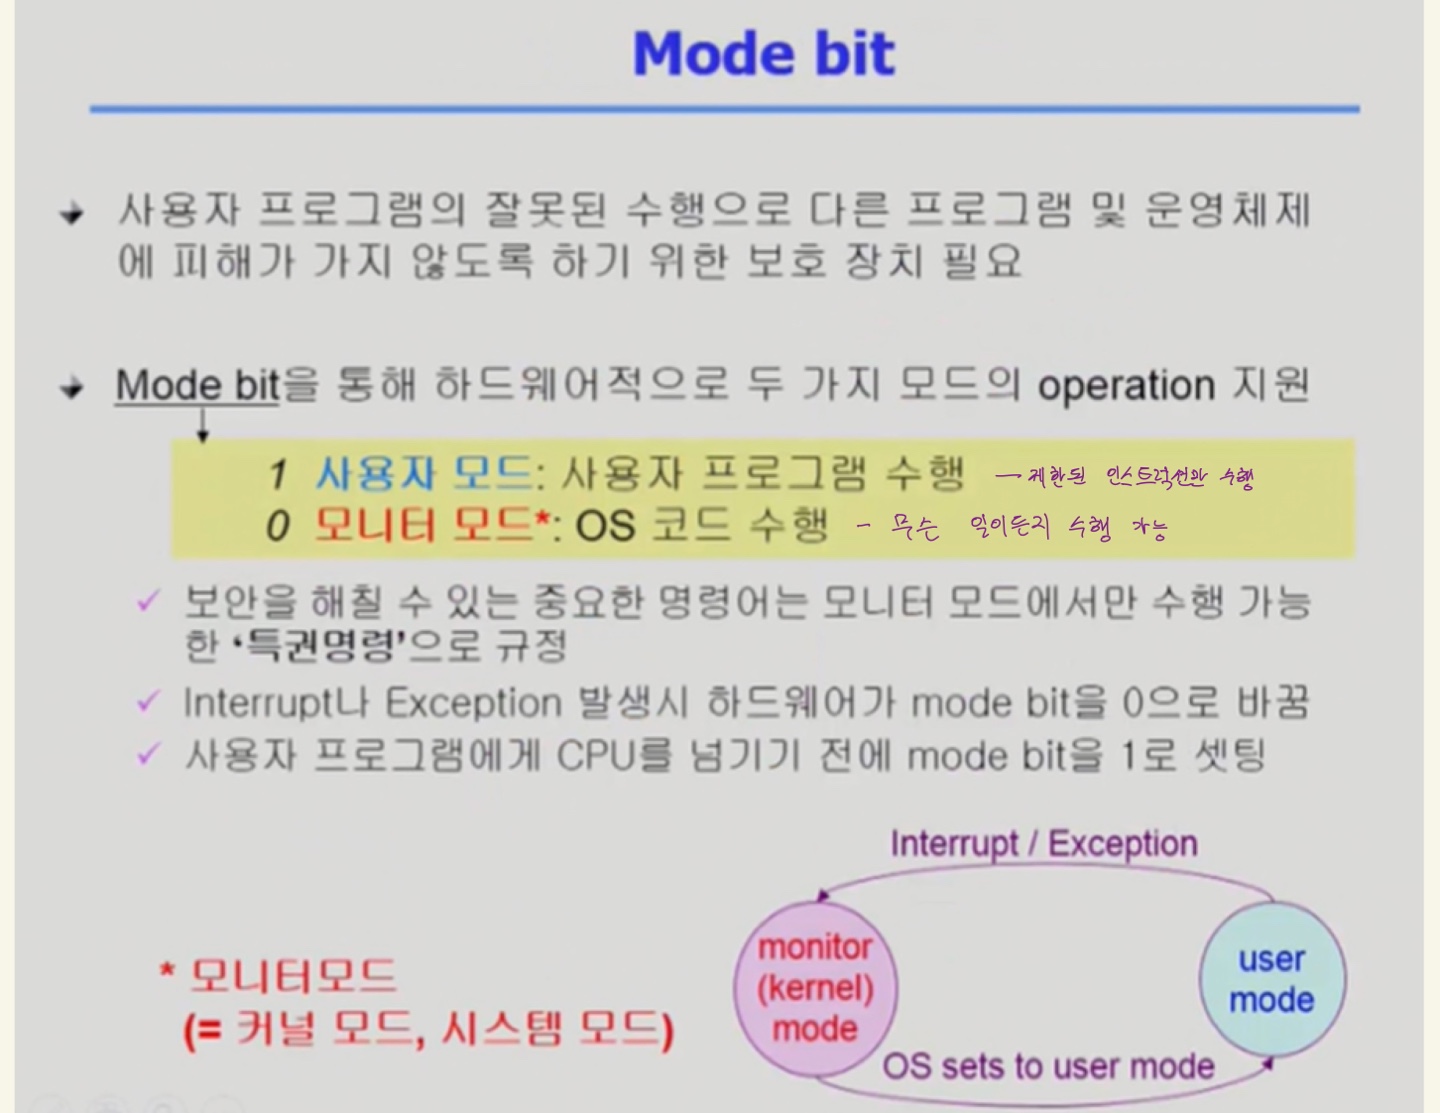 Mode bit
사용자 프로그램의 잘못된 수행으로 다른 프로그램 및 운영체제
에 피해가 가지 않도록 하기 위한 보호 장치 필요
Mode bit을 통해 하드웨어적으로 두 가지 모드의 operation 지원
1 사용자 모드: 사용자 프로그램 수행 — 제한된 인스트럭션만 수행
0 모니터 모드*: OS 코드 수행 - 무슨 일이든지 수행 가능
✓ 보안을 해칠 수 있는 중요한 명령어는 모니터 모드에서만 수행 가능
한 ‘특권명령’으로 규정
✓ Interrupt나 Exception 발생시 하드웨어가 mode bit을 0으로 바꿈
✓ 사용자 프로그램에게 CPU를 넘기기 전에 mode bit을 1로 셋팅
Interrupt / Exception
monitor
(kernel)
mode
user
mode
OS sets to user mode
* 모니터모드
(= 커널 모드, 시스템 모드)